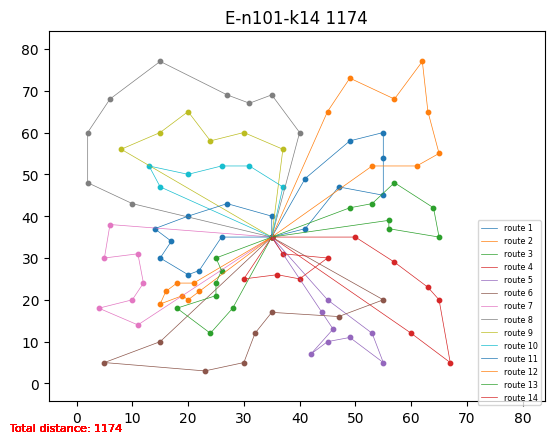 E-n101-k14 1174
80
70
60
50
40
30
20
10
0
0 10 20 30 40 50 60 70 80
route 1
route 2
route 3
route 4
route 5
route 6
route 7
route 8
route 9
route 10
route 11
route 12
route 13
route 14
Total distance: 1174